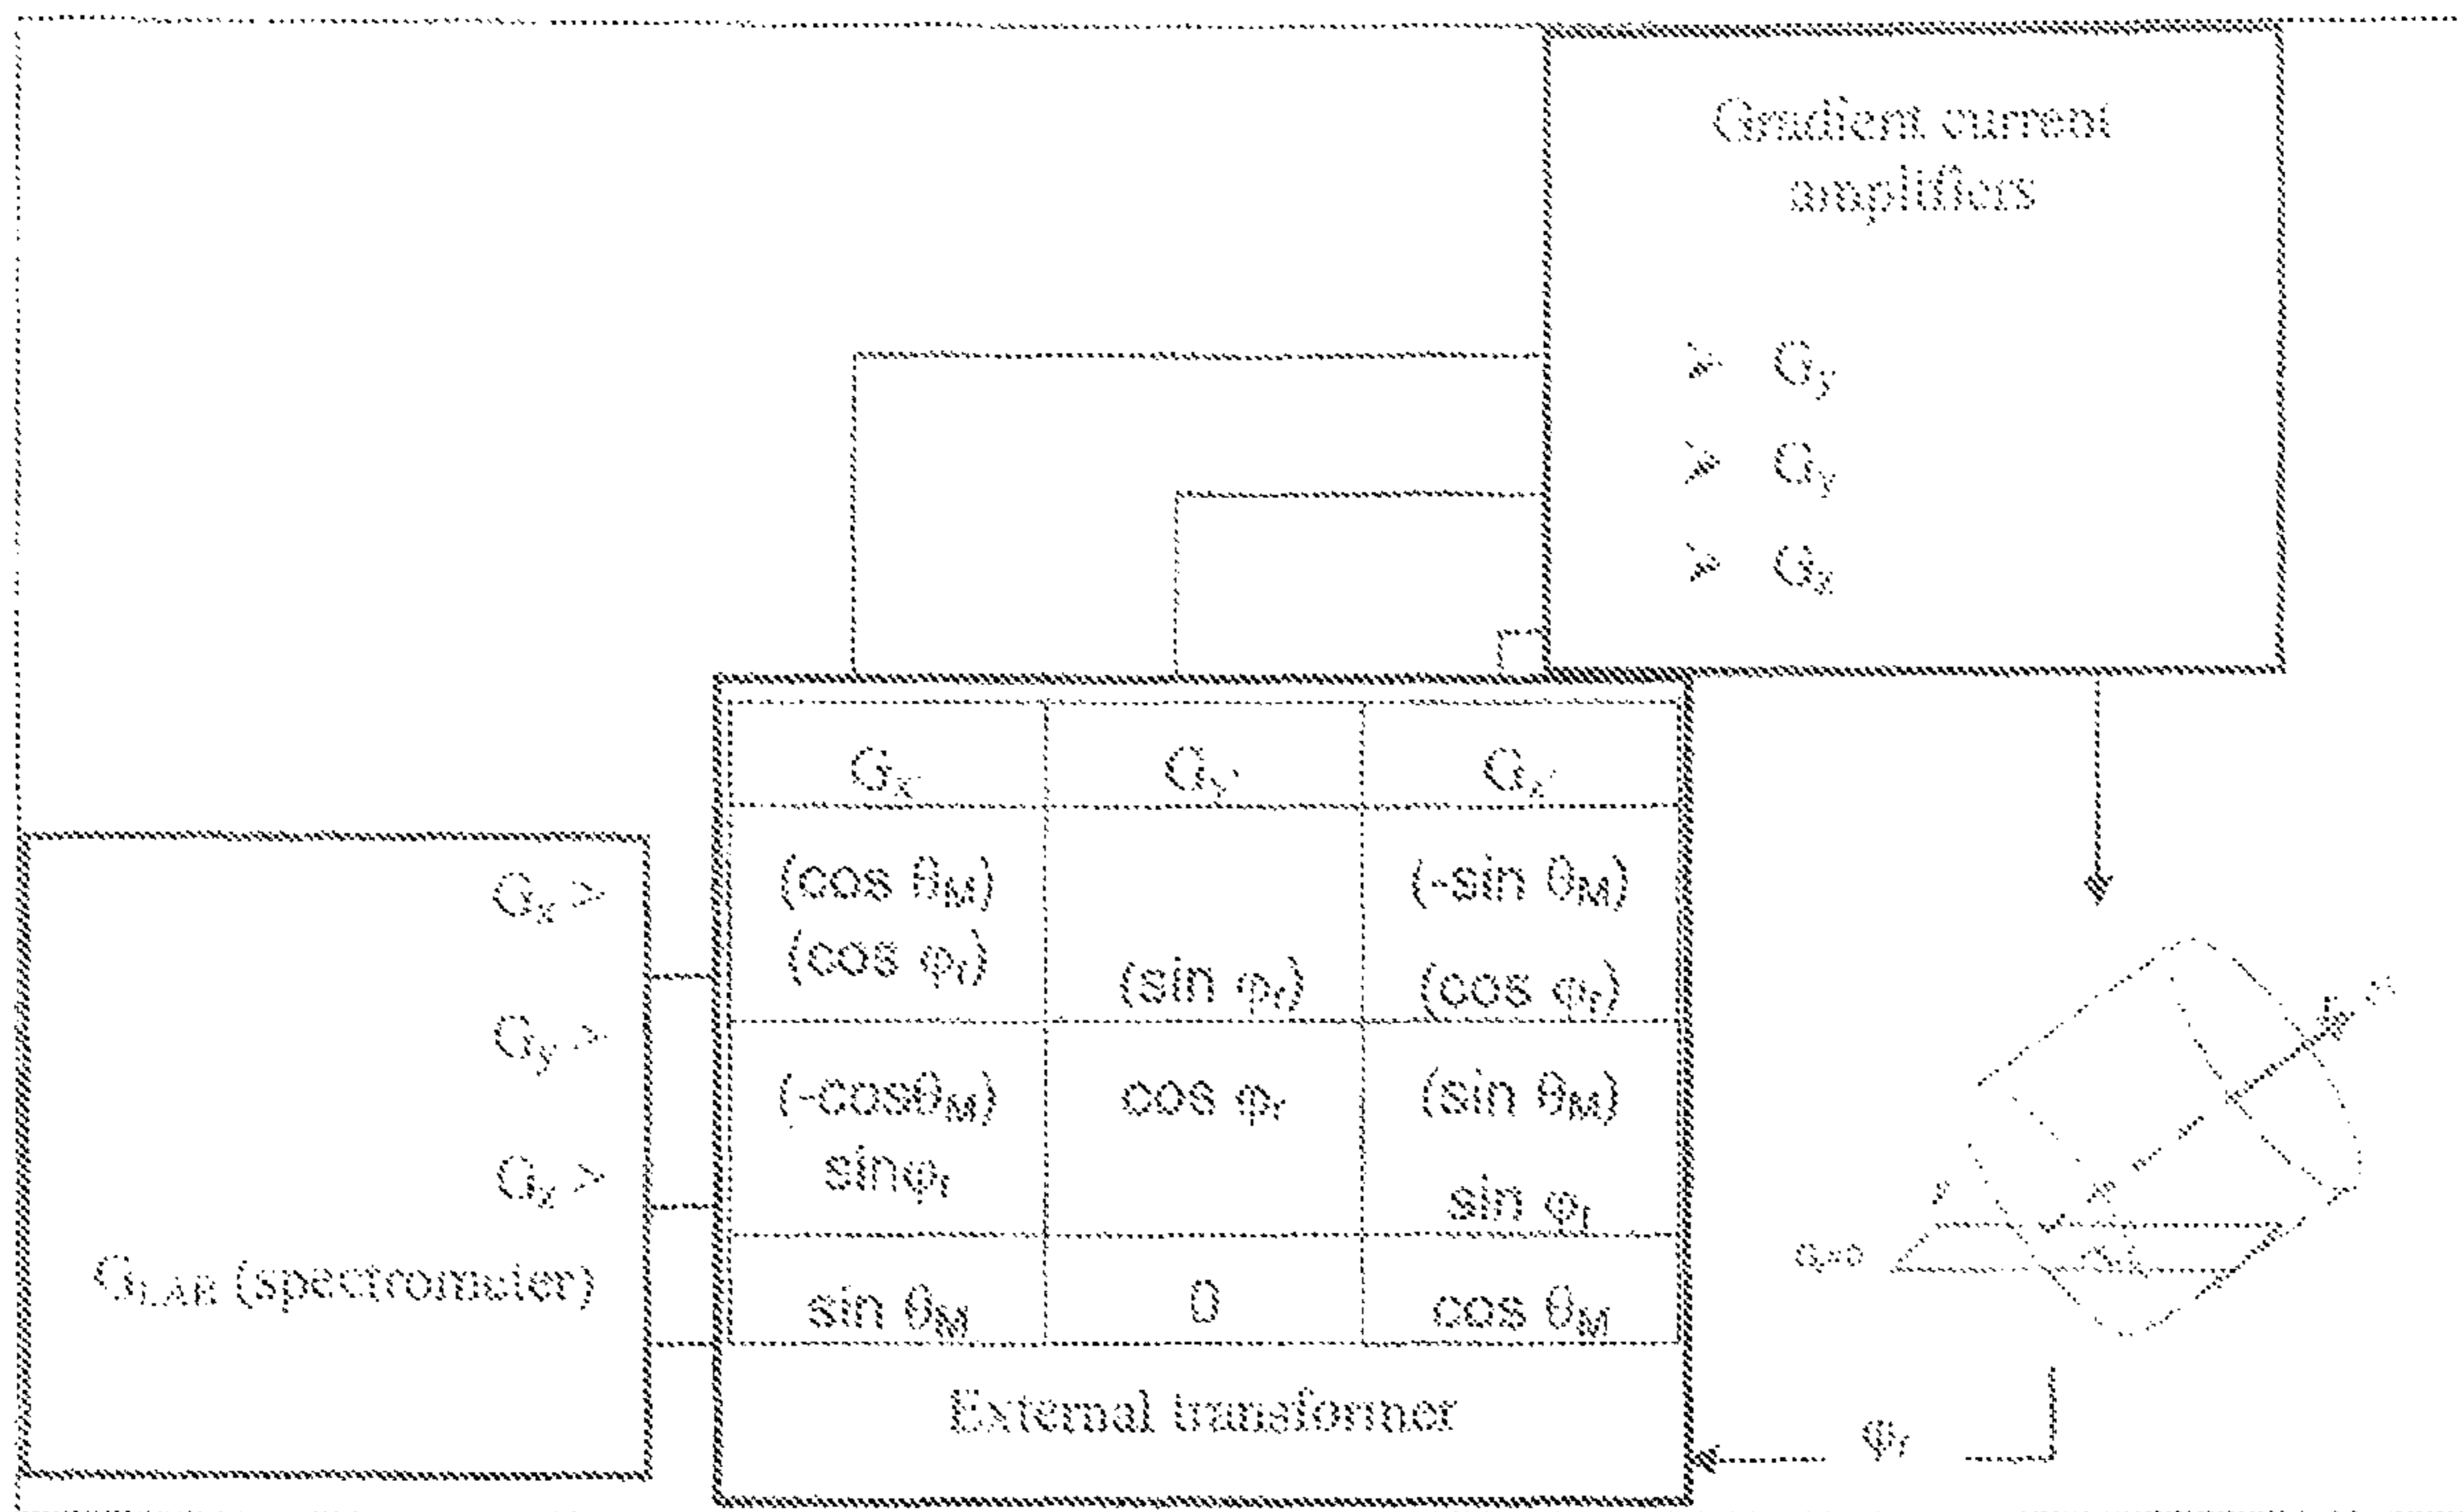 Gradient current
amplifiers
➢ Gy
➢ Gy
➢ Gz
Gx'
Gy'
Gz'
Gx >
Gy >
Gz >
GLAB (spectrometer)
(cos θM)
(cos φr)
(sin φr)
(-sin θM)
(cos φr)
(-cosθM)
sinφr
cos φr
(sin θM)
sin φr
sin θM
0
cos θM
External transformer
φr